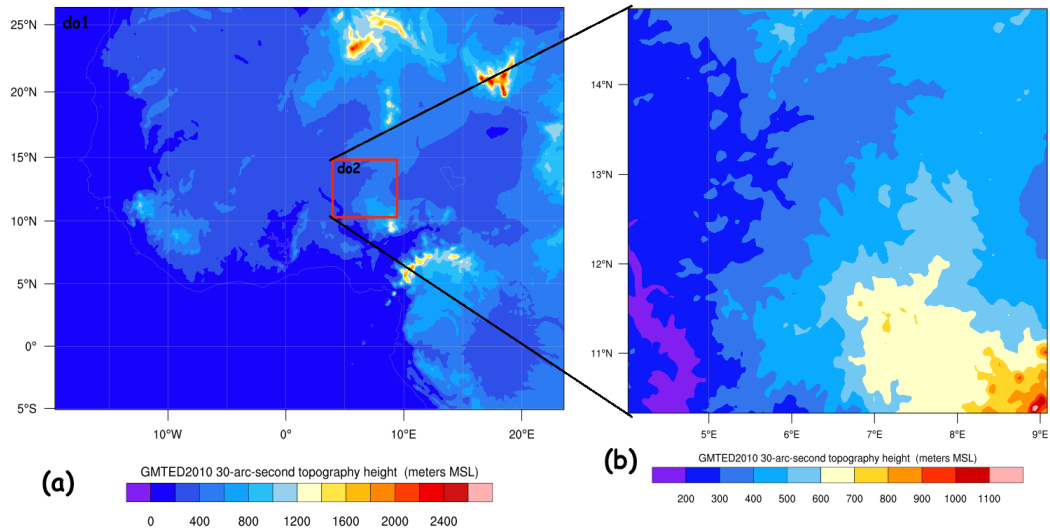 do1
25°N
20°N
15°N
10°N
5°N
0°
5°S
do2
10°W 0° 10°E 20°E
GMTED2010 30-arc-second topography height (meters MSL)
(a)
0 400 800 1200 1600 2000 2400
14°N
13°N
12°N
11°N
5°E 6°E 7°E 8°E 9°E
GMTED2010 30-arc-second topography height (meters MSL)
(b)
200 300 400 500 600 700 800 900 1000 1100